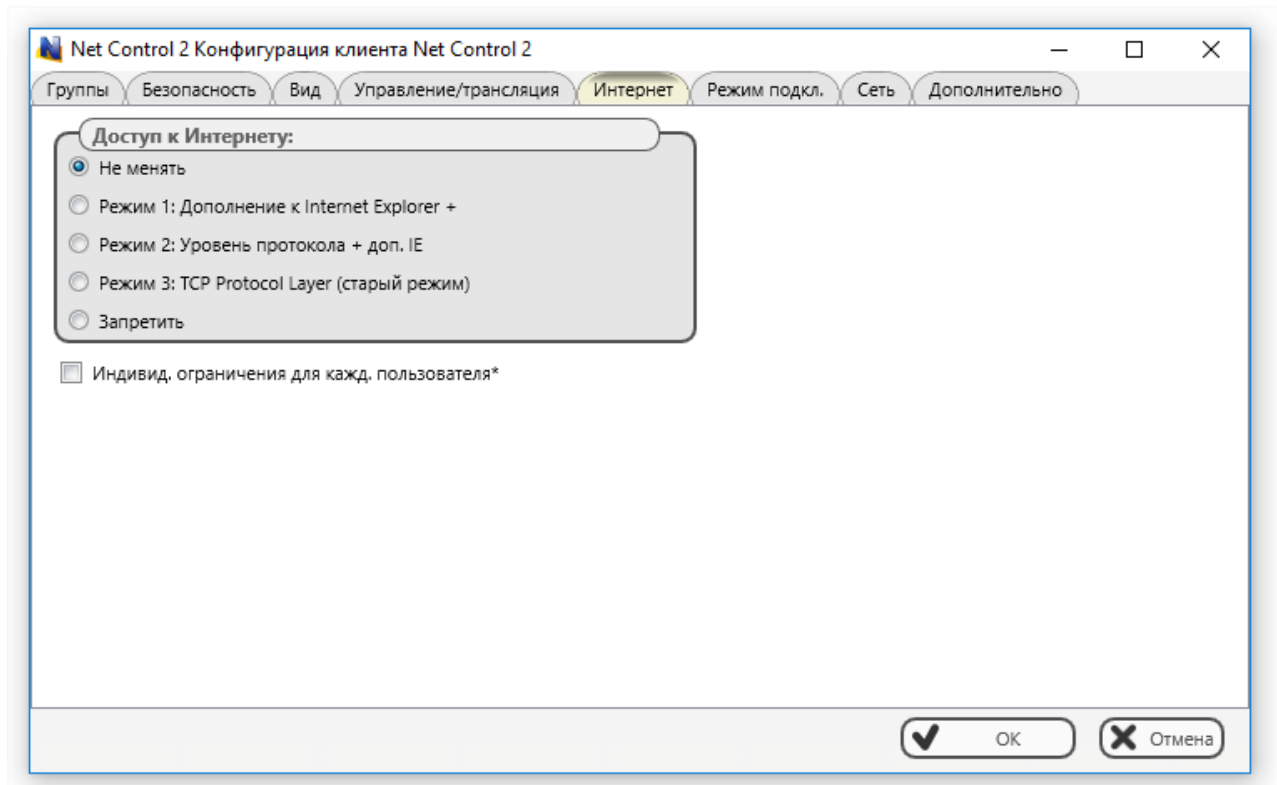 Net Control 2 Конфигурация клиента Net Control 2
Группы Безопасность Вид Управление/трансляция Интернет Режим подкл. Сеть Дополнительно
Доступ к Интернету:
Не менять
Режим 1: Дополнение к Internet Explorer +
Режим 2: Уровень протокола + доп. IE
Режим 3: TCP Protocol Layer (старый режим)
Запретить
Индивид. ограничения для кажд. пользователя*
OK Отмена